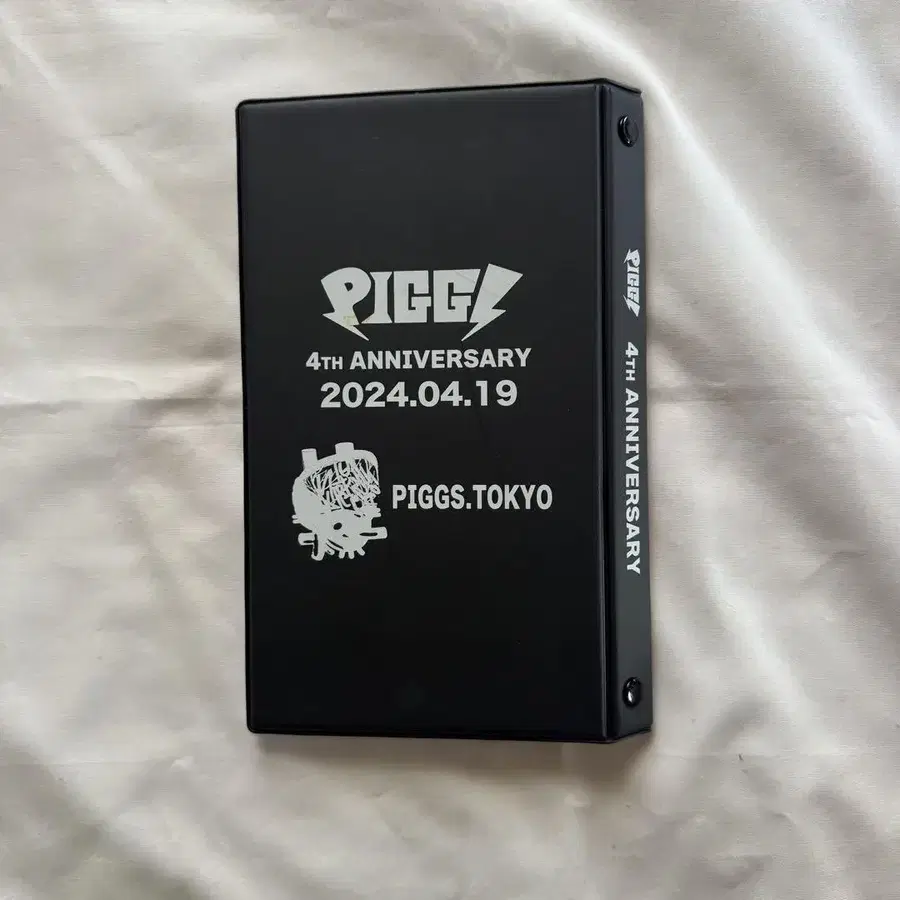 PIGGS
4TH ANNIVERSARY
2024.04.19
PIGGS.TOKYO
PIGGS 4TH ANNIVERSARY